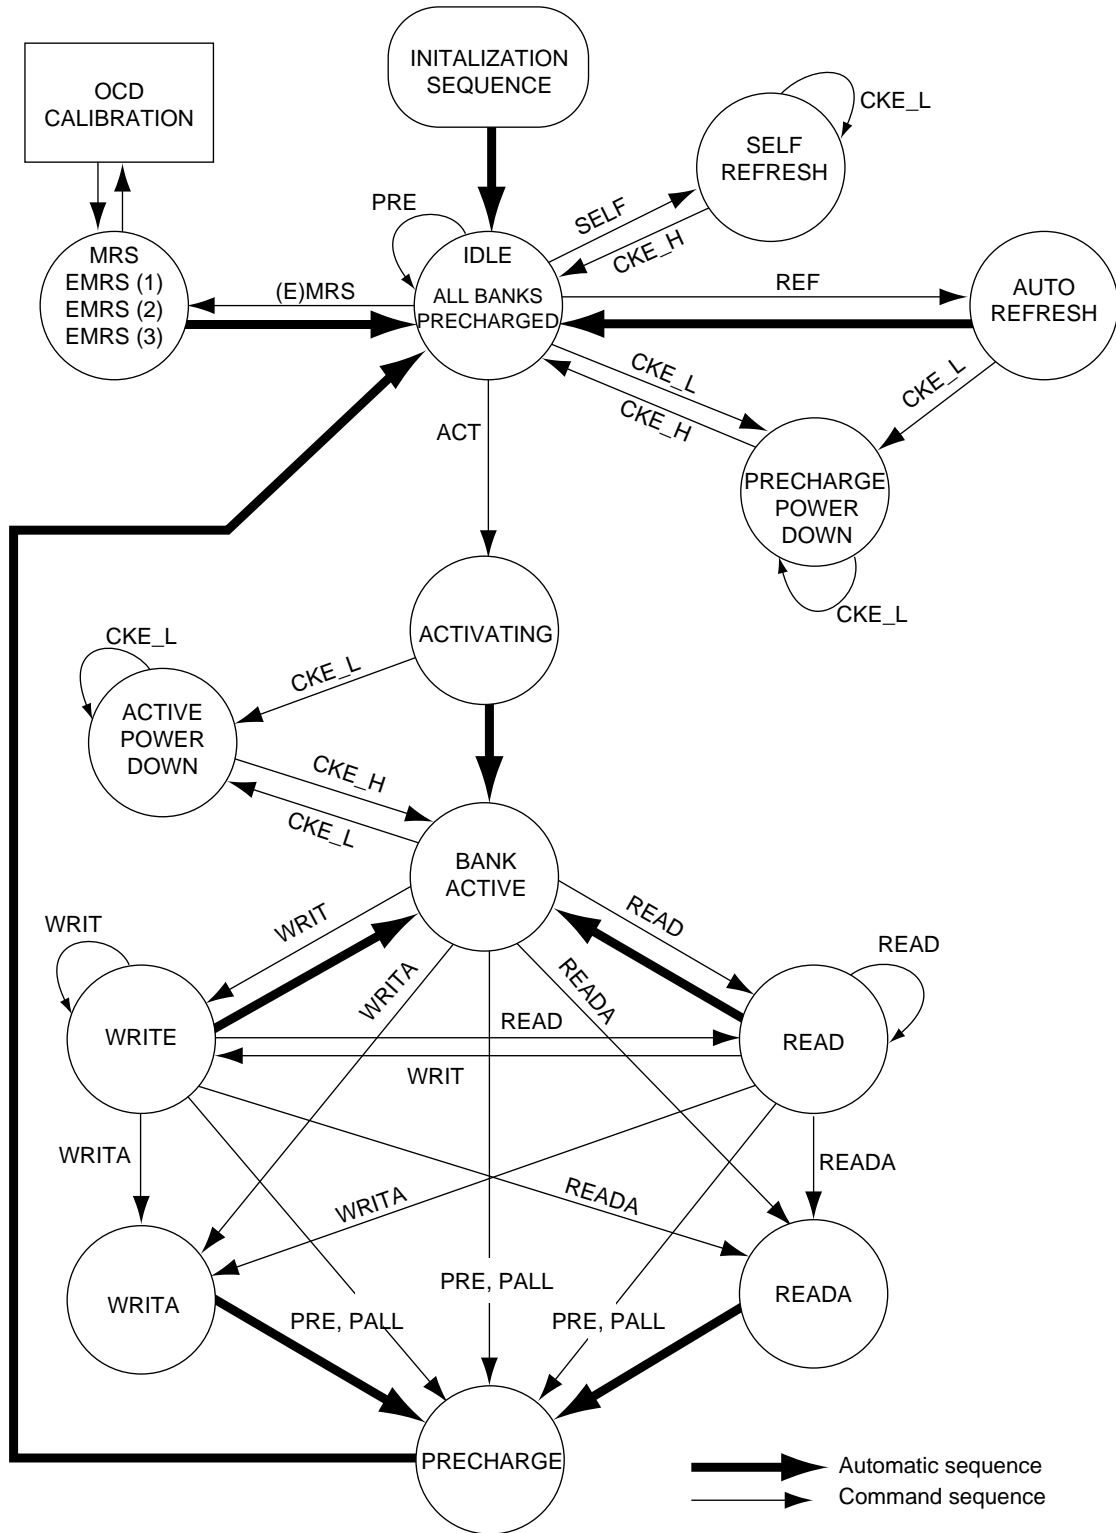 INITALIZATION
SEQUENCE
OCD
CALIBRATION
CKE_L
SELF
REFRESH
PRE
SELF
CKE_H
MRS
EMRS (1)
EMRS (2)
EMRS (3)
(E)MRS
IDLE
ALL BANKS
PRECHARGED
REF
AUTO
REFRESH
CKE_L
CKE_H
CKE_L
ACT
PRECHARGE
POWER
DOWN
CKE_L
ACTIVATING
CKE_L
CKE_L
ACTIVE
POWER
DOWN
CKE_H
CKE_L
BANK
ACTIVE
WRIT
WRIT
READ
READ
WRITA
READA
WRITE
READ
WRIT
READ
WRITA
READA
WRITA
READA
WRITA
PRE, PALL
PRE, PALL
PRE, PALL
READA
PRECHARGE
Automatic sequence
Command sequence